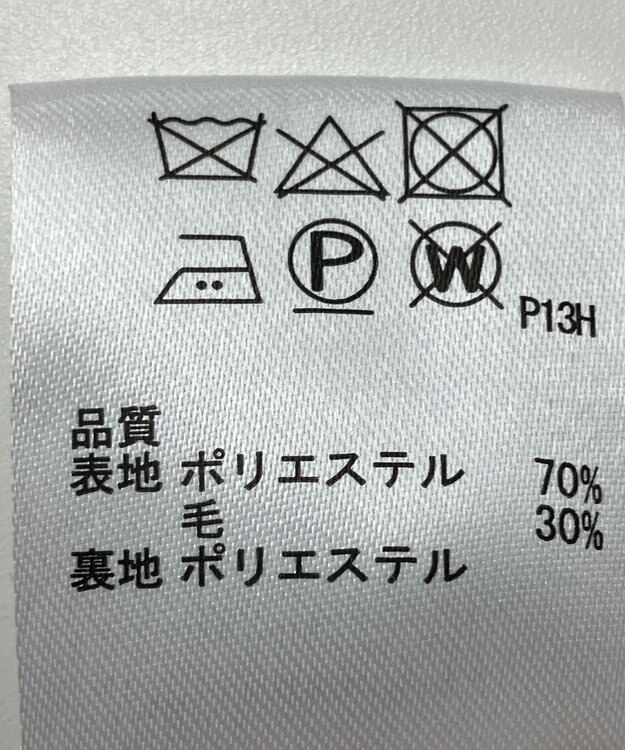 P W
P13H
品質
表地 ポリエステル 70%
毛 30%
裏地 ポリエステル